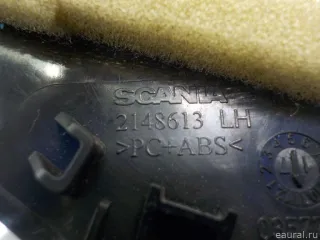 SCANIA
2148613 LH
>PC+ABS<
eaural.ru